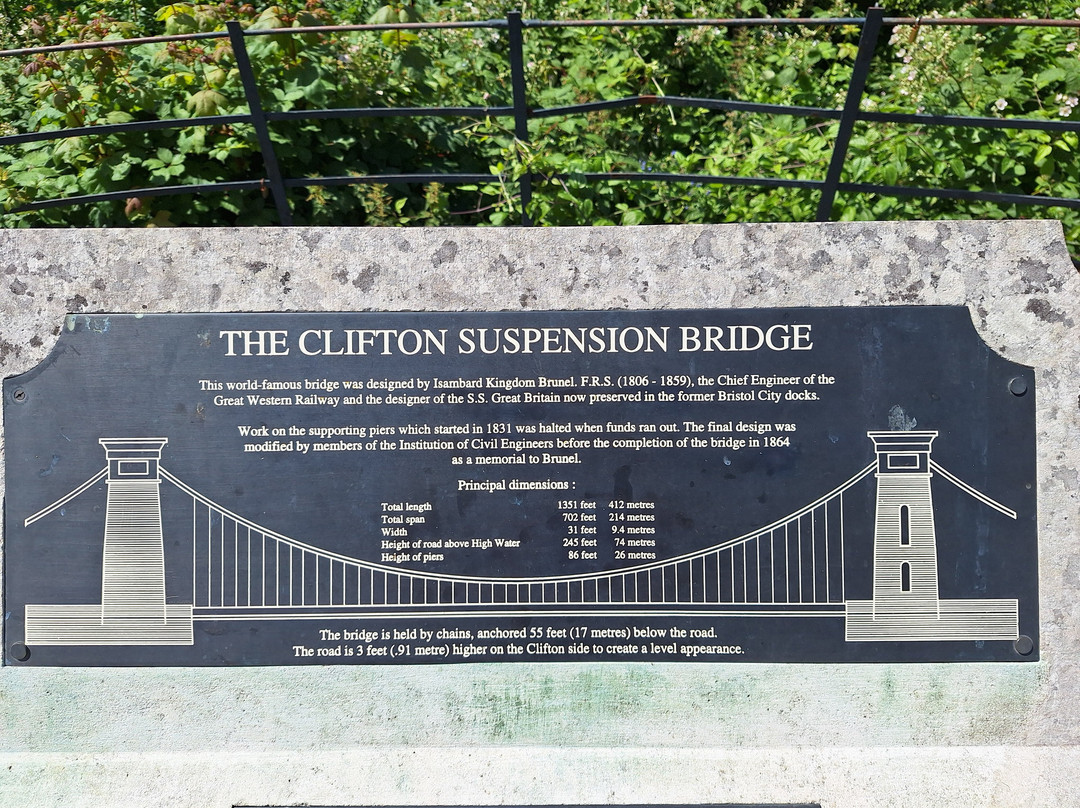 THE CLIFTON SUSPENSION BRIDGE
This world-famous bridge was designed by Isambard Kingdom Brunel. F.R.S. (1806 - 1859), the Chief Engineer of the
Great Western Railway and the designer of the S.S. Great Britain now preserved in the former Bristol City docks.
Work on the supporting piers which started in 1831 was halted when funds ran out. The final design was
modified by members of the Institution of Civil Engineers before the completion of the bridge in 1864
as a memorial to Brunel.
Principal dimensions :
Total length 1351 feet 412 metres
Total span 702 feet 214 metres
Width 31 feet 9.4 metres
Height of road above High Water 245 feet 74 metres
Height of piers 86 feet 26 metres
The bridge is held by chains, anchored 55 feet (17 metres) below the road.
The road is 3 feet (.91 metre) higher on the Clifton side to create a level appearance.